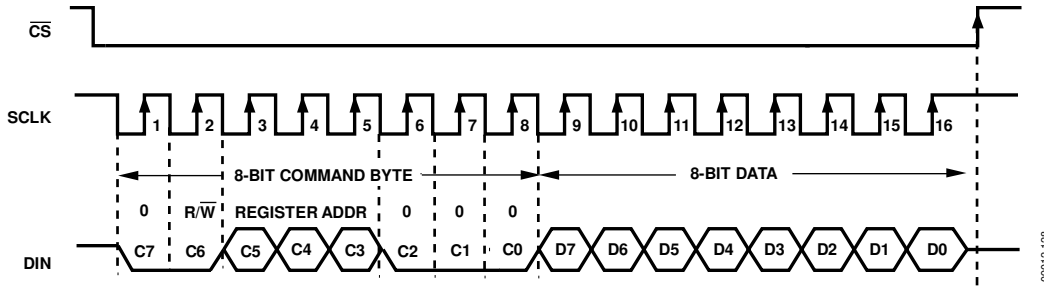 CS
SCLK
1 2 3 4 5 6 7 8 9 10 11 12 13 14 15 16
8-BIT COMMAND BYTE 8-BIT DATA
0 R/W REGISTER ADDR 0 0 0
DIN C7 C6 C5 C4 C3 C2 C1 C0 D7 D6 D5 D4 D3 D2 D1 D0